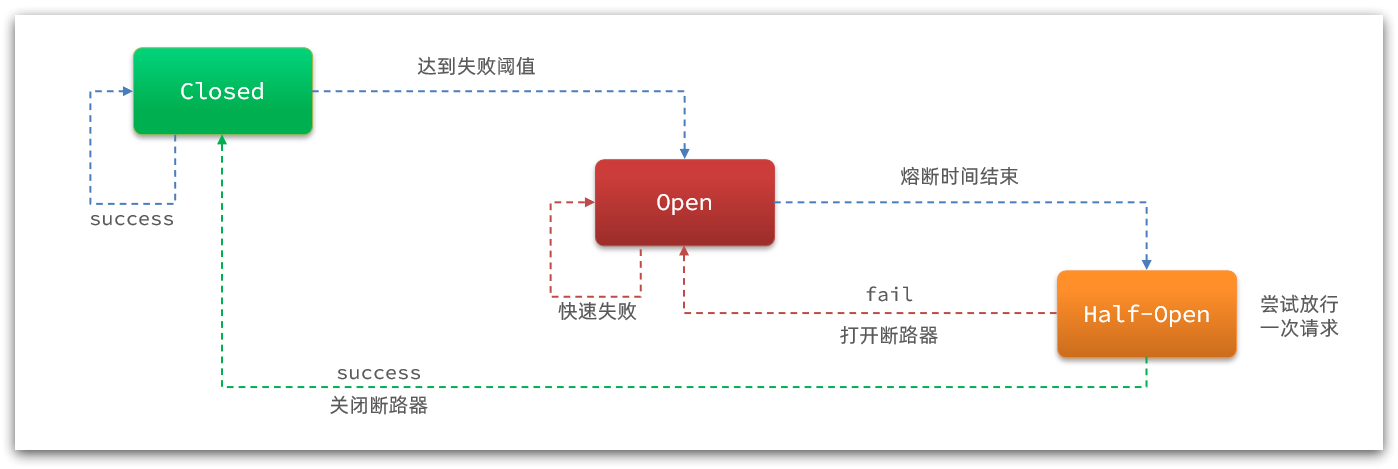 达到失败阈值
Closed
熔断时间结束
Open
success
fail
快速失败
Half-Open
尝试放行
一次请求
打开断路器
success
关闭断路器